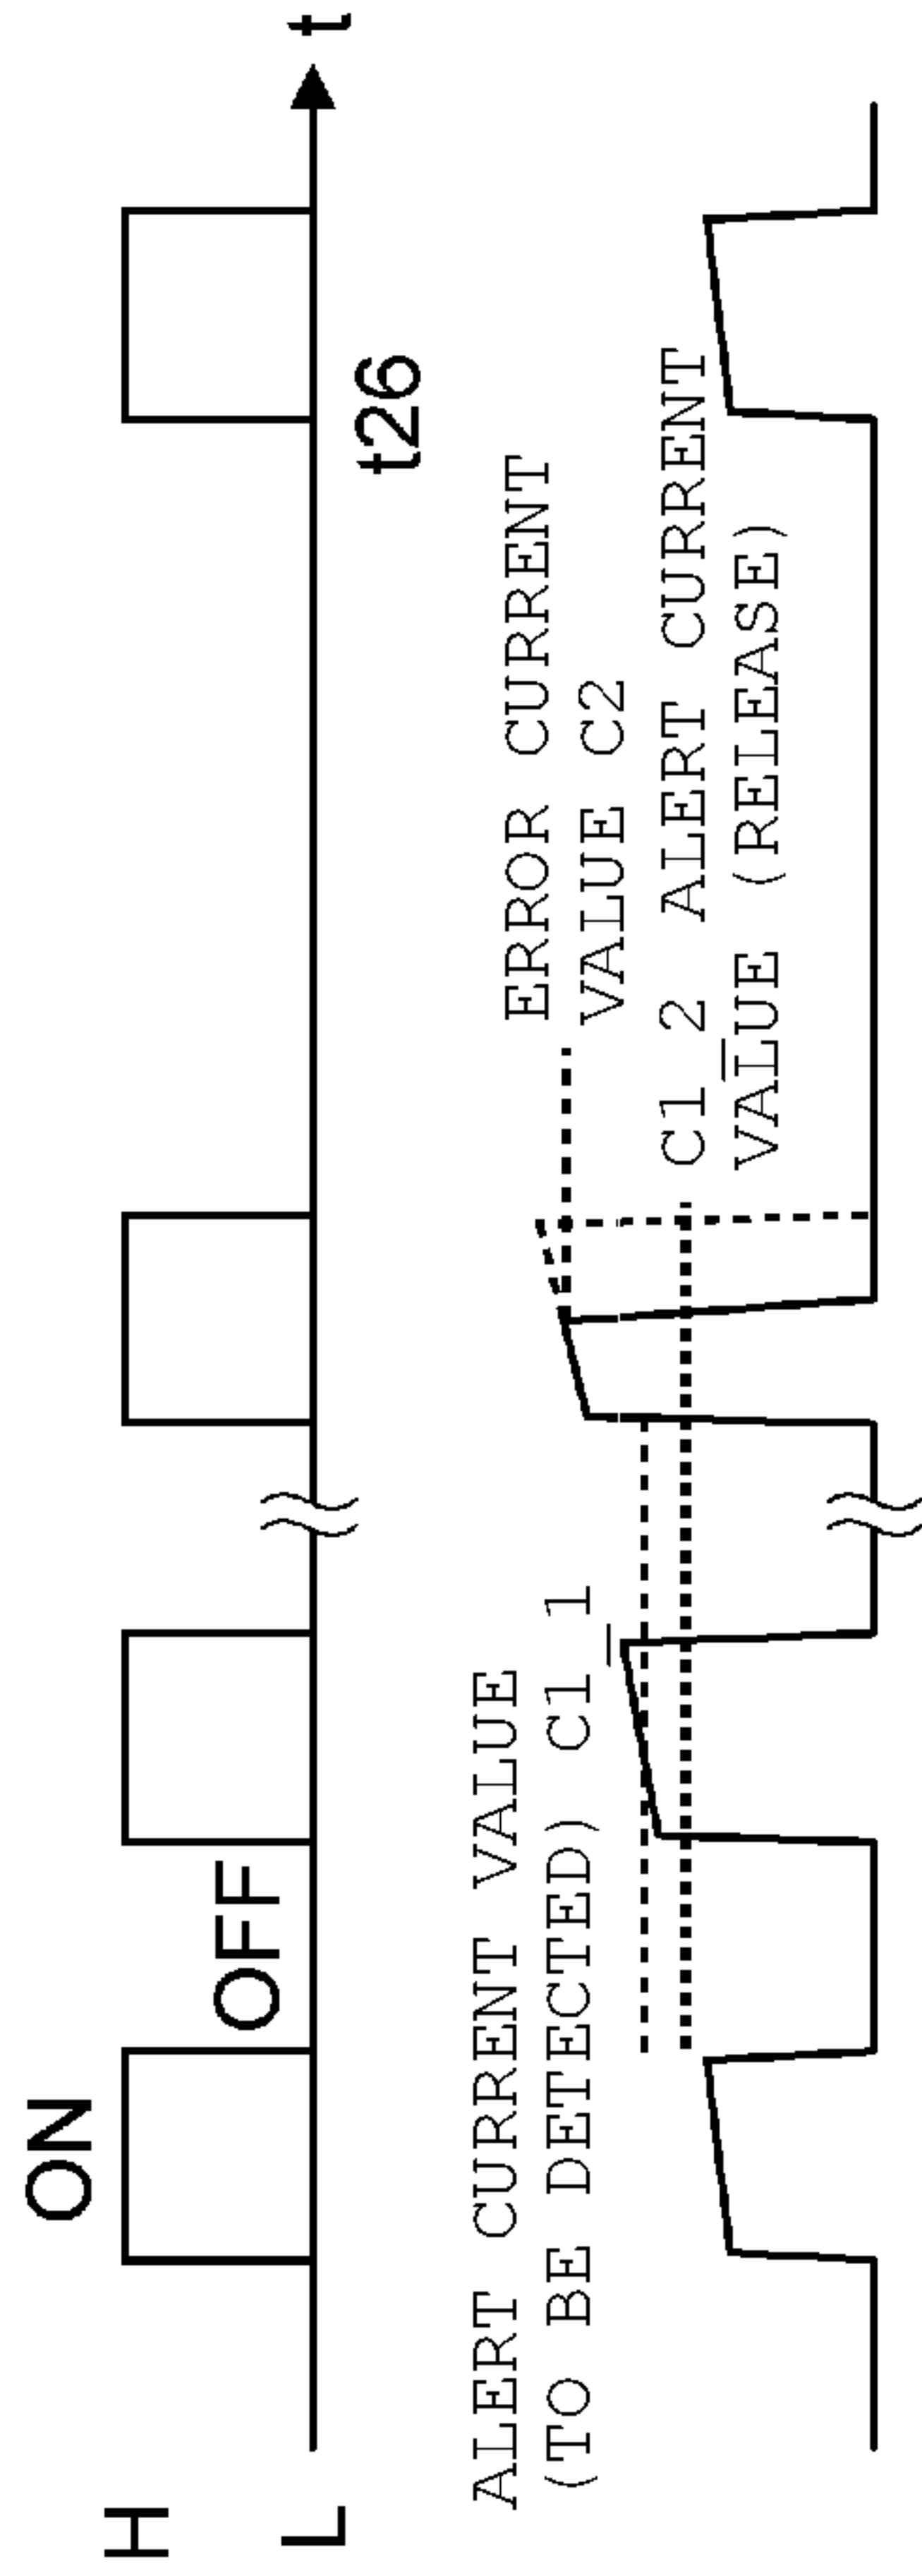 H
L
ON
OFF
t26
t
ALERT CURRENT VALUE
(TO BE DETECTED) C1_1
ERROR CURRENT
VALUE C2
C1_2 ALERT CURRENT
VALUE (RELEASE)